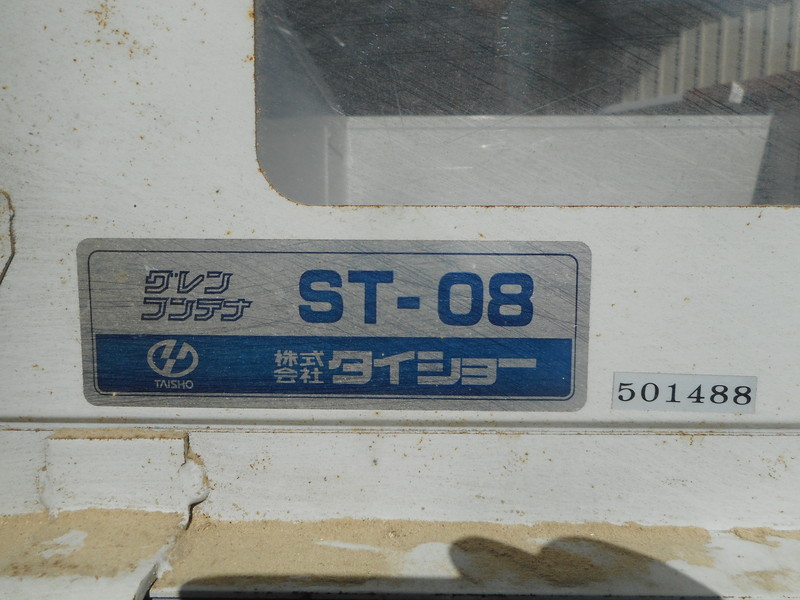 グレン
コンテナ
ST-08
TAISHO
株式
会社
タイショー
501488